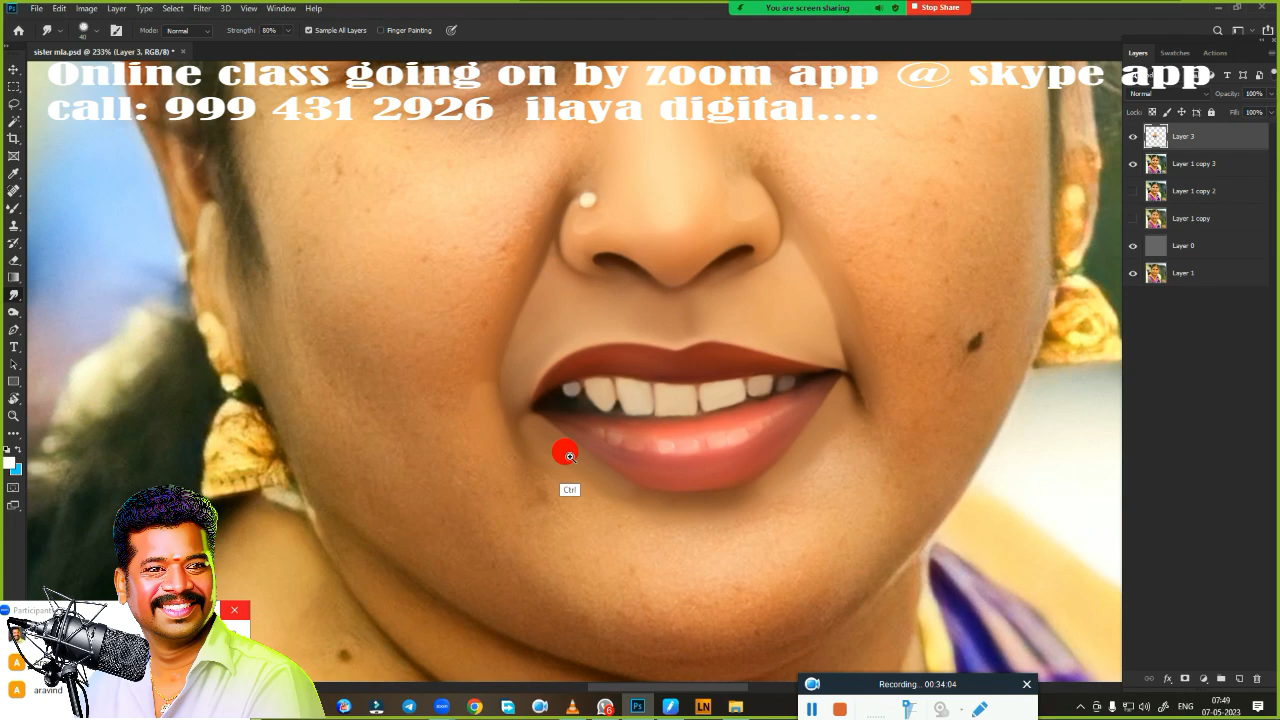 File Edit Image Layer Type Select Filter 3D View Window Help
You are screen sharing Stop Share
40 Mode: Normal Strength: 80% Sample All Layers Finger Painting
sister mla.psd @ 233% (Layer 3, RGB/8) *
Layers Swatches Actions
Online class going on by zoom app @ skype app
call: 999 431 2926 ilaya digital....
Normal Opacity: 100%
Lock: Fill: 100%
Layer 3
Layer 1 copy 3
Layer 1 copy 2
Layer 1 copy
Layer 0
Layer 1
Ctrl
Participant
A
A aravind
Recording... 00:34:04
07:49
07-05-2023